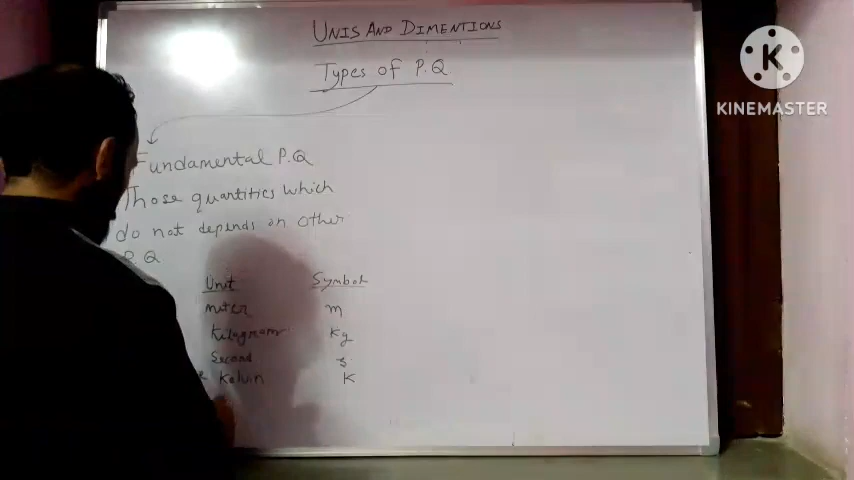 UNIS AND DIMENTIONS
Types of P.Q
K
KINEMASTER
Fundamental P.Q
Those quantities which
do not depends on other
P.Q
Unit Symbol
meter m
Kilogram Kg
Second s
Kelvin K